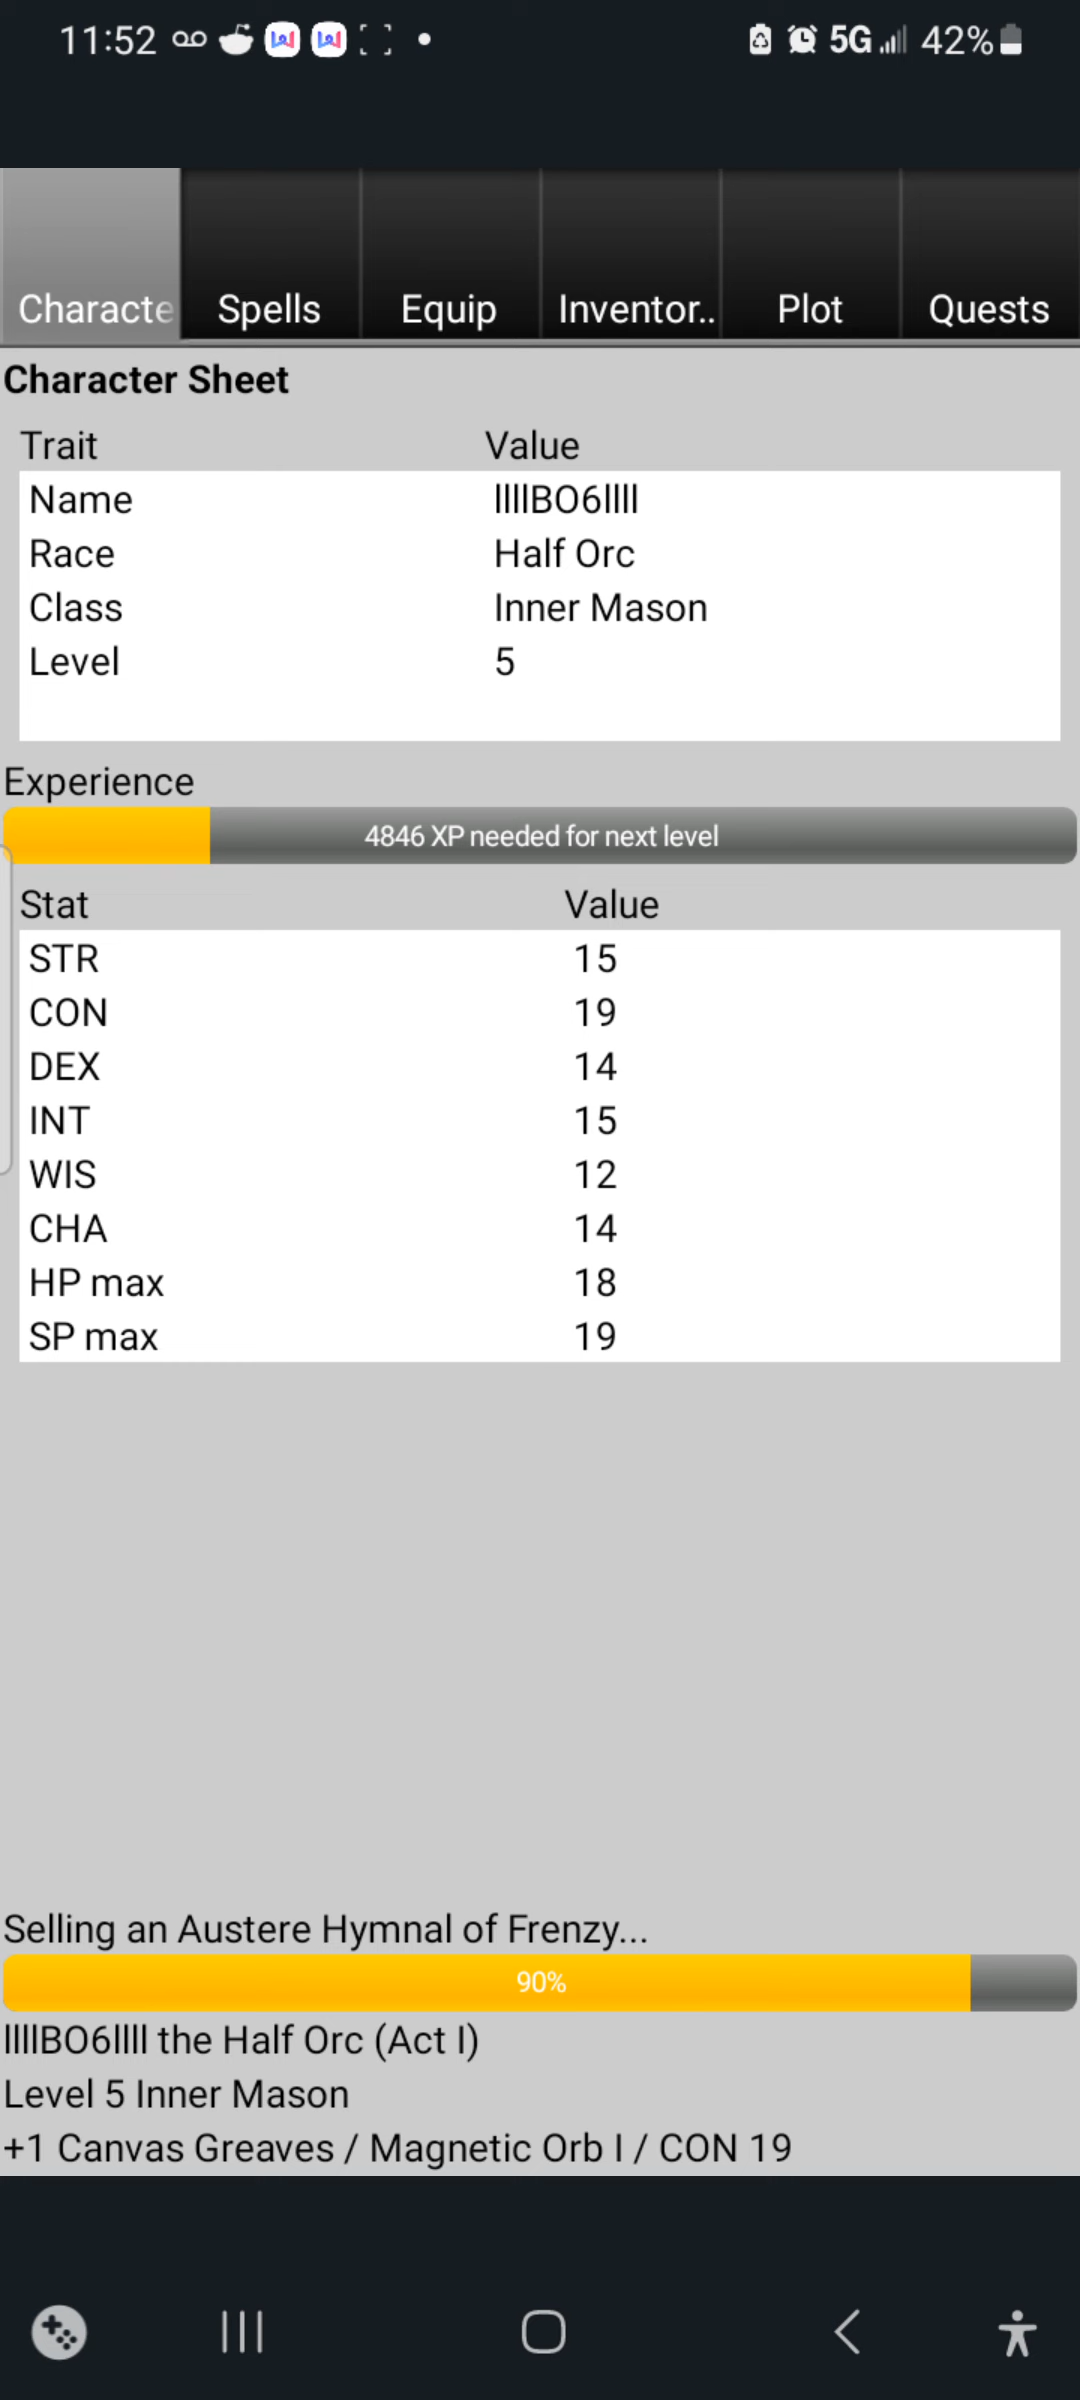 11:52 5G 42%
Characte Spells Equip Inventor.. Plot Quests
Character Sheet
Trait Value
Name llllBO6llll
Race Half Orc
Class Inner Mason
Level 5
Experience
4846 XP needed for next level
Stat Value
STR 15
CON 19
DEX 14
INT 15
WIS 12
CHA 14
HP max 18
SP max 19
Selling an Austere Hymnal of Frenzy...
90%
llllBO6llll the Half Orc (Act I)
Level 5 Inner Mason
+1 Canvas Greaves / Magnetic Orb I / CON 19